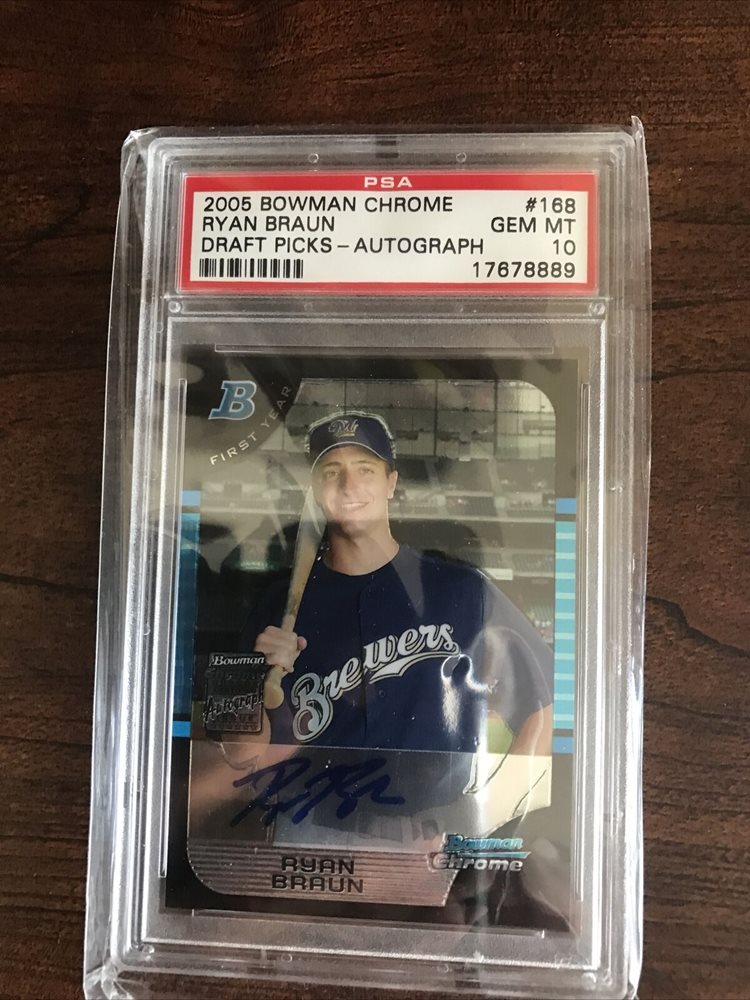 PSA
2005 BOWMAN CHROME #168
RYAN BRAUN GEM MT
DRAFT PICKS - AUTOGRAPH 10
17678889
B
FIRST YEAR
Brewers
Bowman
Autograph
Bowman
Chrome
RYAN
BRAUN